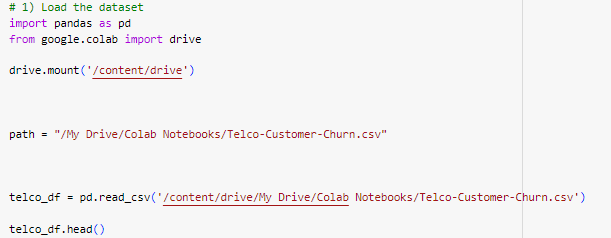 # 1) Load the dataset
import pandas as pd
from google.colab import drive
drive.mount('/content/drive')
path = "/My Drive/Colab Notebooks/Telco-Customer-Churn.csv"
telco_df = pd.read_csv('/content/drive/My Drive/Colab Notebooks/Telco-Customer-Churn.csv')
telco_df.head()